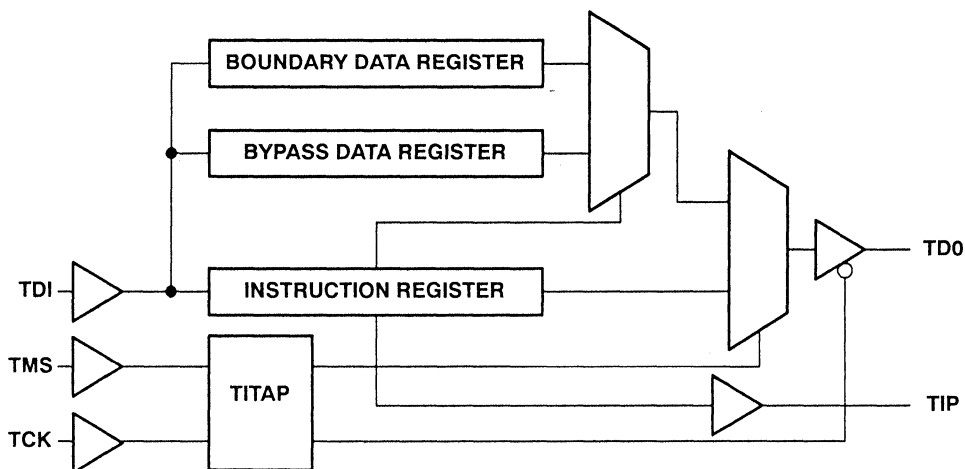 BOUNDARY DATA REGISTER
BYPASS DATA REGISTER
TD0
TDI
INSTRUCTION REGISTER
TMS
TITAP
TIP
TCK